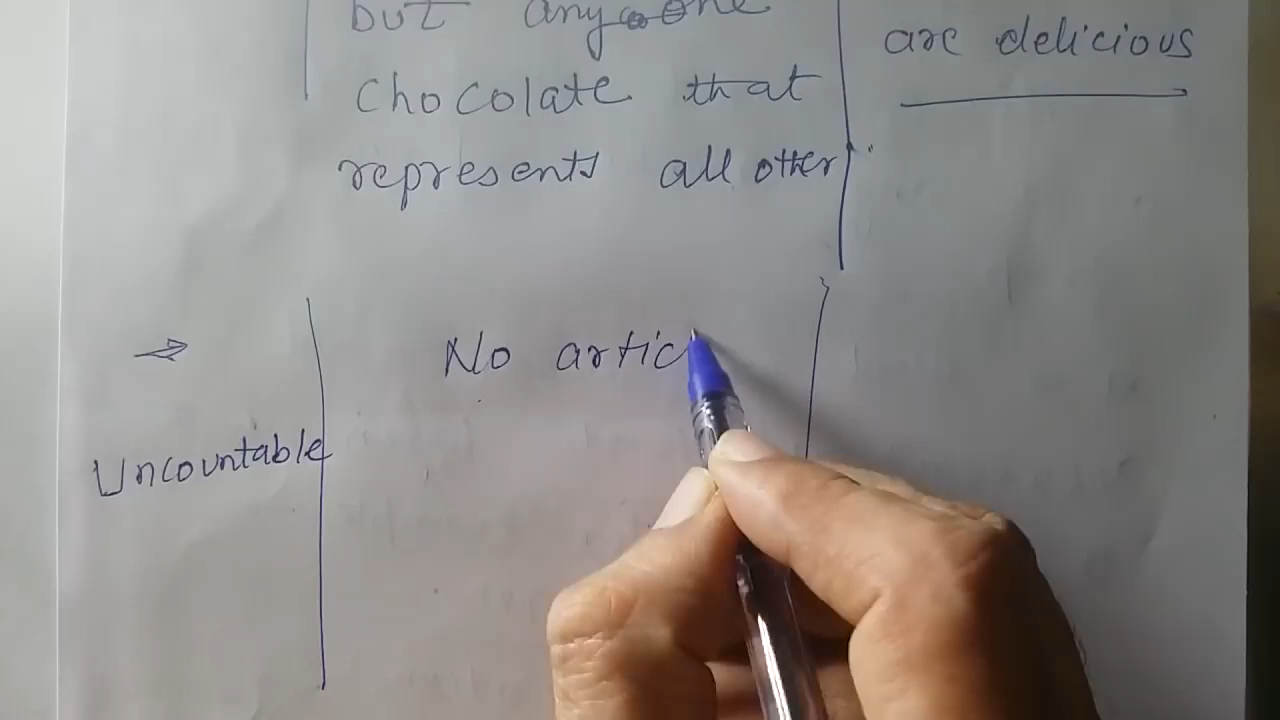 but anyone
chocolate that
represents all other
are delicious
No artic
Uncountable